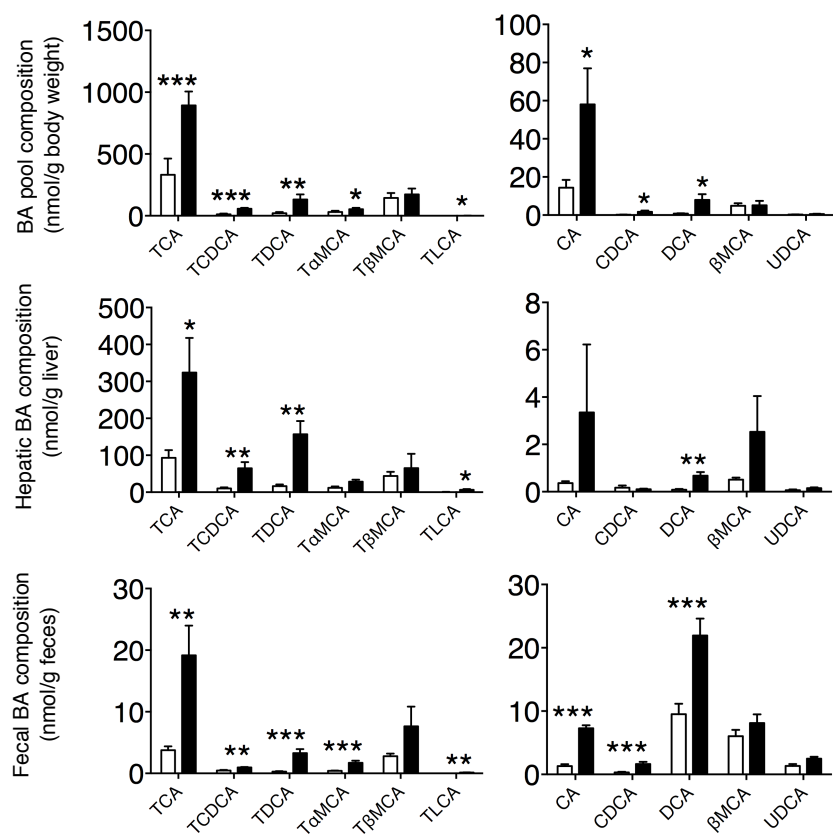 BA pool composition
(nmol/g body weight)
1500
1000
500
0
***
***
**
*
*
TCA
TCDCA
TDCA
TαMCA
TβMCA
TLCA
100
80
60
40
20
0
*
*
*
CA
CDCA
DCA
βMCA
UDCA
Hepatic BA composition
(nmol/g liver)
500
400
300
200
100
0
*
**
**
*
TCA
TCDCA
TDCA
TαMCA
TβMCA
TLCA
8
6
4
2
0
**
CA
CDCA
DCA
βMCA
UDCA
Fecal BA composition
(nmol/g feces)
30
20
10
0
**
**
***
***
**
TCA
TCDCA
TDCA
TαMCA
TβMCA
TLCA
30
20
10
0
***
***
***
CA
CDCA
DCA
βMCA
UDCA